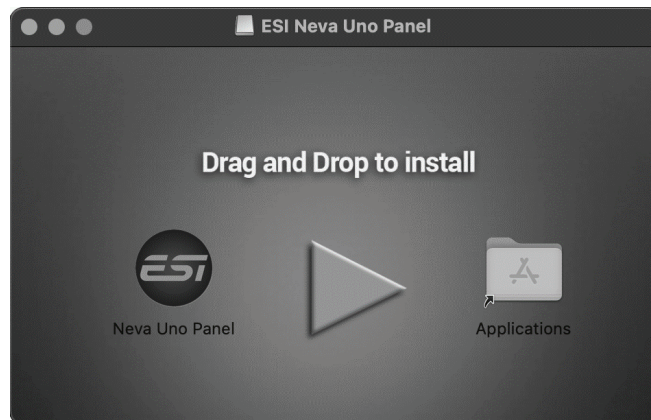 ESI Neva Uno Panel
Drag and Drop to install
ESI
Neva Uno Panel
Applications